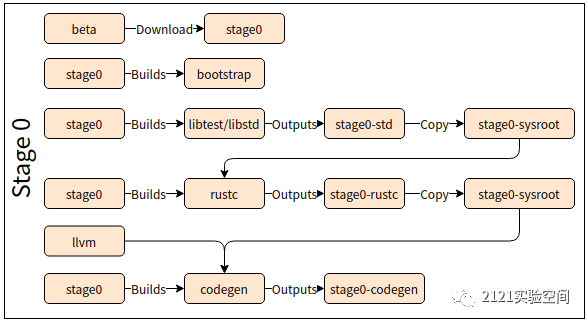 Stage 0
beta Download stage0
stage0 Builds bootstrap
stage0 Builds libtest/libstd Outputs stage0-std Copy stage0-sysroot
stage0 Builds rustc Outputs stage0-rustc Copy stage0-sysroot
llvm
stage0 Builds codegen Outputs stage0-codegen
2121实验空间